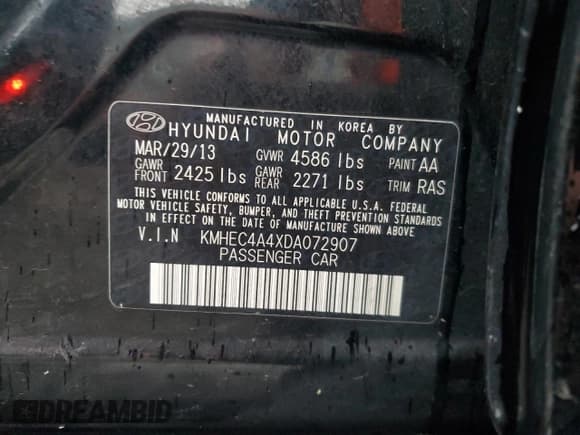 MANUFACTURED IN KOREA BY
HYUNDAI MOTOR COMPANY
MAR/29/13 GVWR 4586 lbs PAINT AA
GAWR FRONT 2425 lbs GAWR REAR 2271 lbs TRIM RAS
THIS VEHICLE CONFORMS TO ALL APPLICABLE U.S.A. FEDERAL
MOTOR VEHICLE SAFETY, BUMPER, AND THEFT PREVENTION STANDARDS
IN EFFECT ON THE DATE OF MANUFACTURE SHOWN ABOVE.
V.I.N KMHEC4A4XDA072907
PASSENGER CAR
DREAMBID